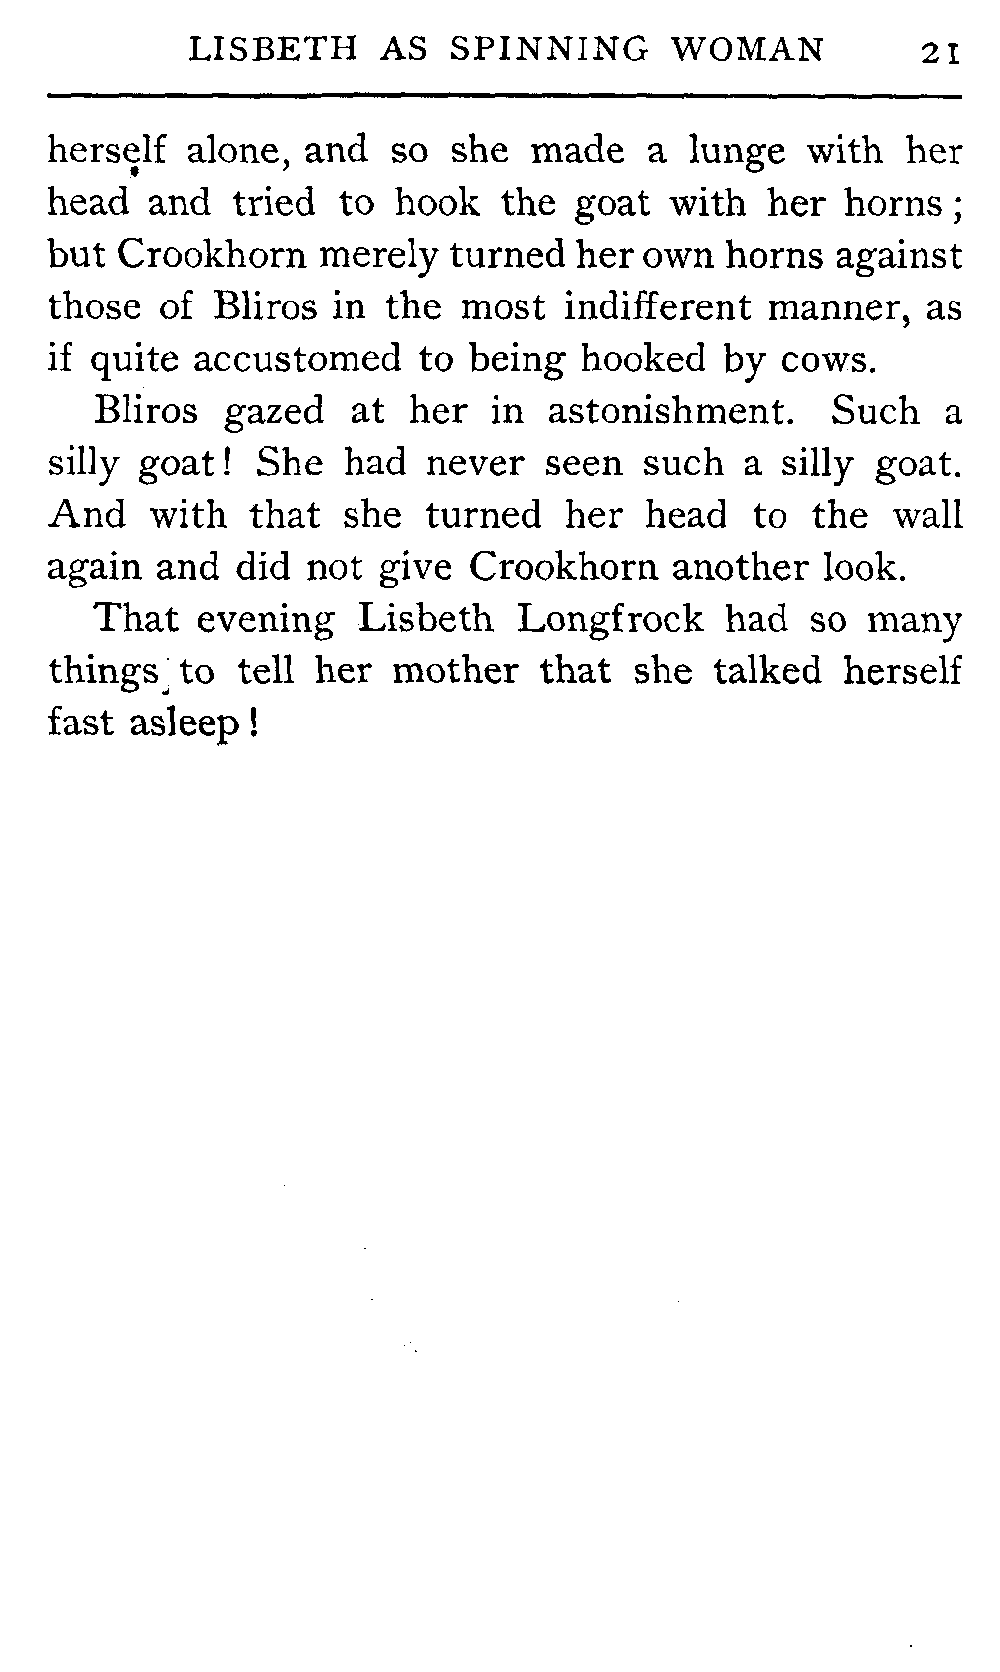 LISBETH AS SPINNING WOMAN 21
herself alone, and so she made a lunge with her
head and tried to hook the goat with her horns ;
but Crookhorn merely turned her own horns against
those of Bliros in the most indifferent manner, as
if quite accustomed to being hooked by cows.
Bliros gazed at her in astonishment. Such a
silly goat! She had never seen such a silly goat.
And with that she turned her head to the wall
again and did not give Crookhorn another look.
That evening Lisbeth Longfrock had so many
things to tell her mother that she talked herself
fast asleep !